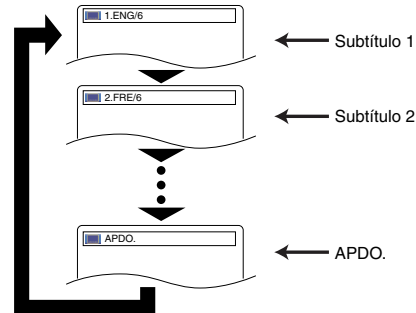 1.ENG/6
Subtítulo 1
2.FRE/6
Subtítulo 2
APDO.
APDO.